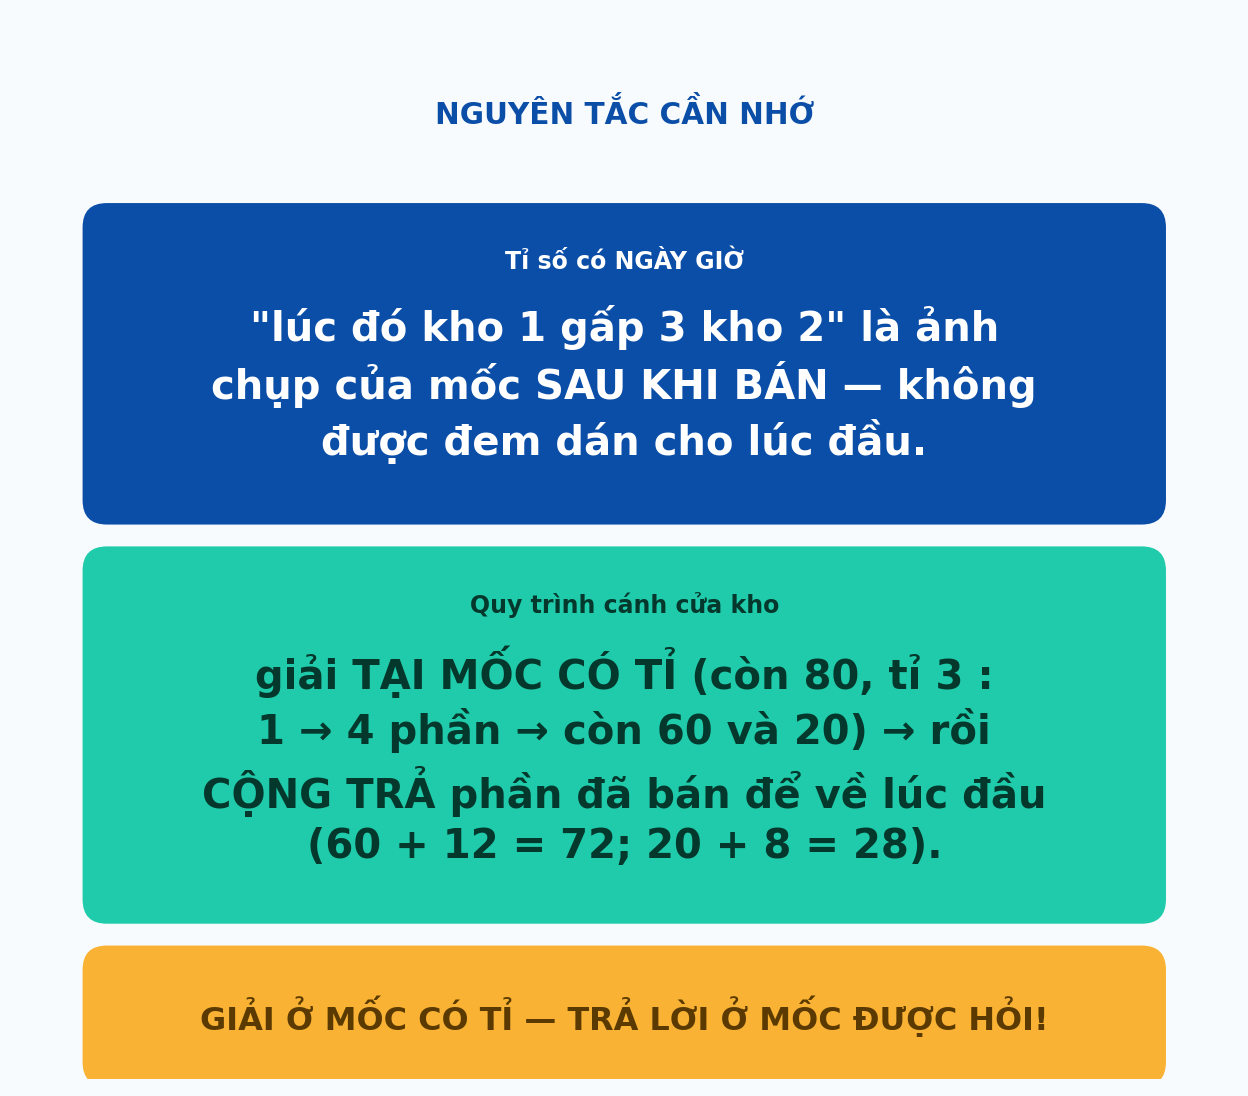 NGUYÊN TẮC CẦN NHỚ
Tỉ số có NGÀY GIỜ
"lúc đó kho 1 gấp 3 kho 2" là ảnh
chụp của mốc SAU KHI BÁN — không
được đem dán cho lúc đầu.
Quy trình cánh cửa kho
giải TẠI MỐC CÓ TỈ (còn 80, tỉ 3 :
1 → 4 phần → còn 60 và 20) → rồi
CỘNG TRẢ phần đã bán để về lúc đầu
(60 + 12 = 72; 20 + 8 = 28).
GIẢI Ở MỐC CÓ TỈ — TRẢ LỜI Ở MỐC ĐƯỢC HỎI!